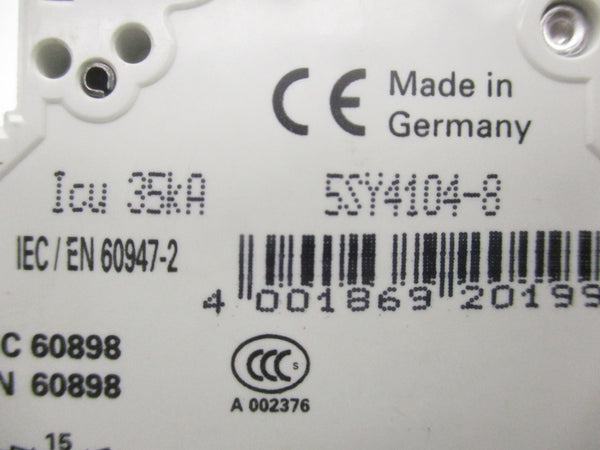 CE Made in
Germany
Icu 35kA 5SY4104-8
IEC / EN 60947-2
4 001869 20199
C 60898
N 60898
CCC S
A 002376
15